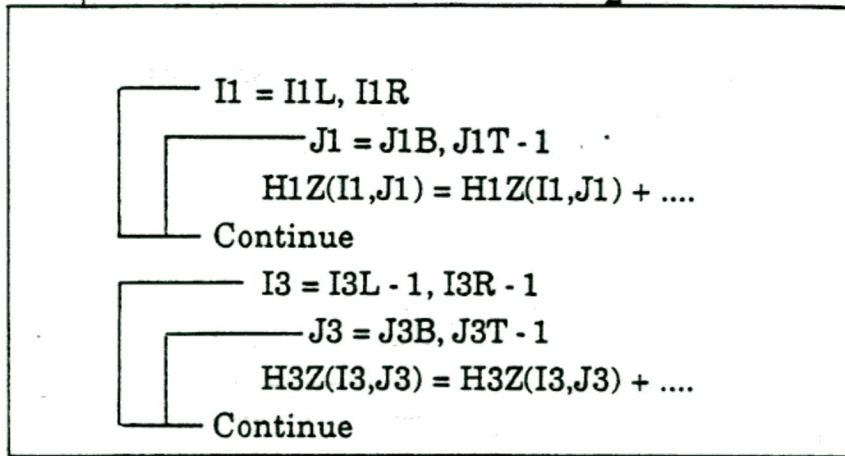 I1 = I1L, I1R
J1 = J1B, J1T - 1
H1Z(I1,J1) = H1Z(I1,J1) + ....
Continue
I3 = I3L - 1, I3R - 1
J3 = J3B, J3T - 1
H3Z(I3,J3) = H3Z(I3,J3) + ....
Continue